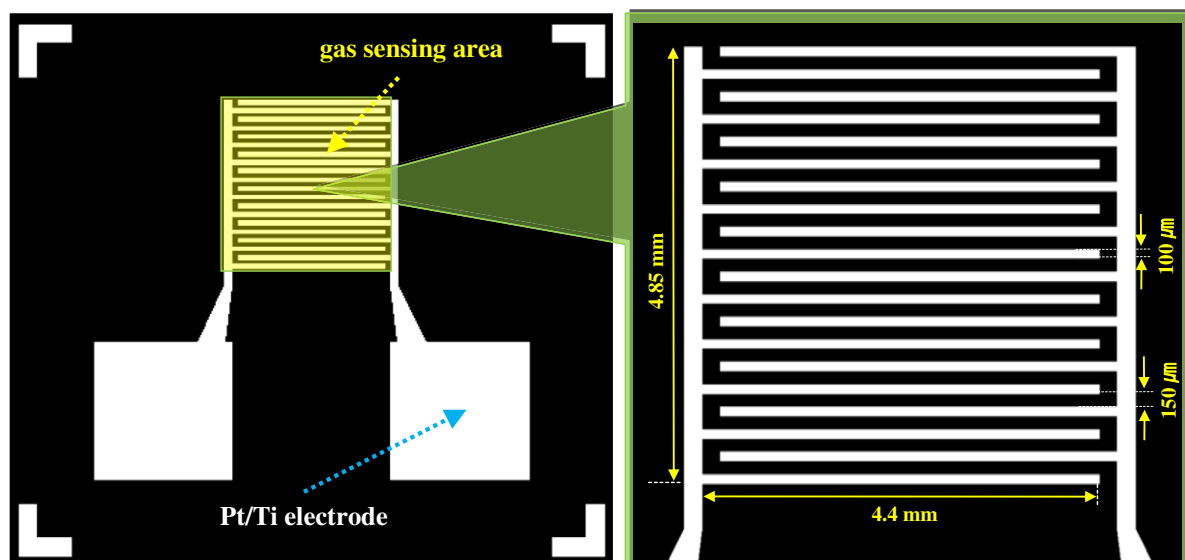 gas sensing area
Pt/Ti electrode
4.85 mm
4.4 mm
100 ㎛
150 ㎛